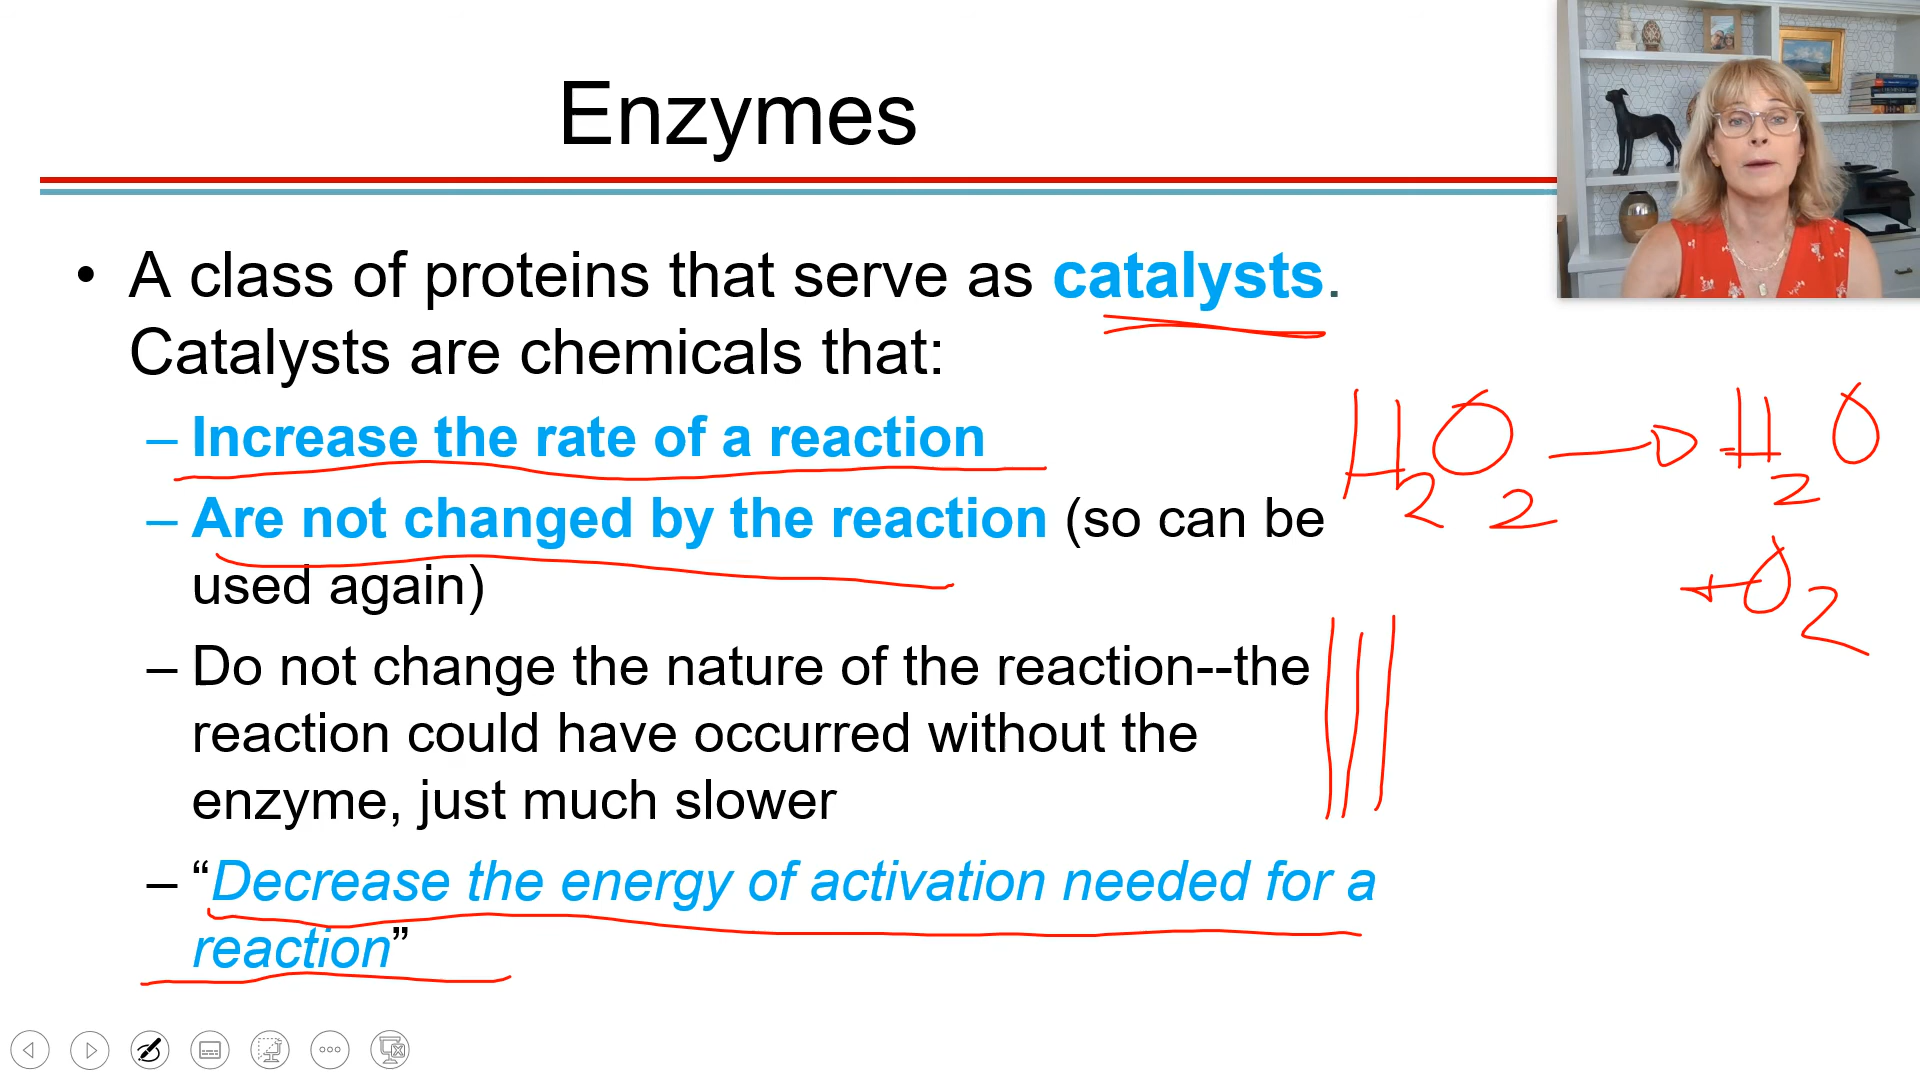 Enzymes
• A class of proteins that serve as catalysts.
Catalysts are chemicals that:
– Increase the rate of a reaction
– Are not changed by the reaction (so can be
used again)
– Do not change the nature of the reaction--the
reaction could have occurred without the
enzyme, just much slower
– “Decrease the energy of activation needed for a
reaction”
H2O2 → H2O
+O2